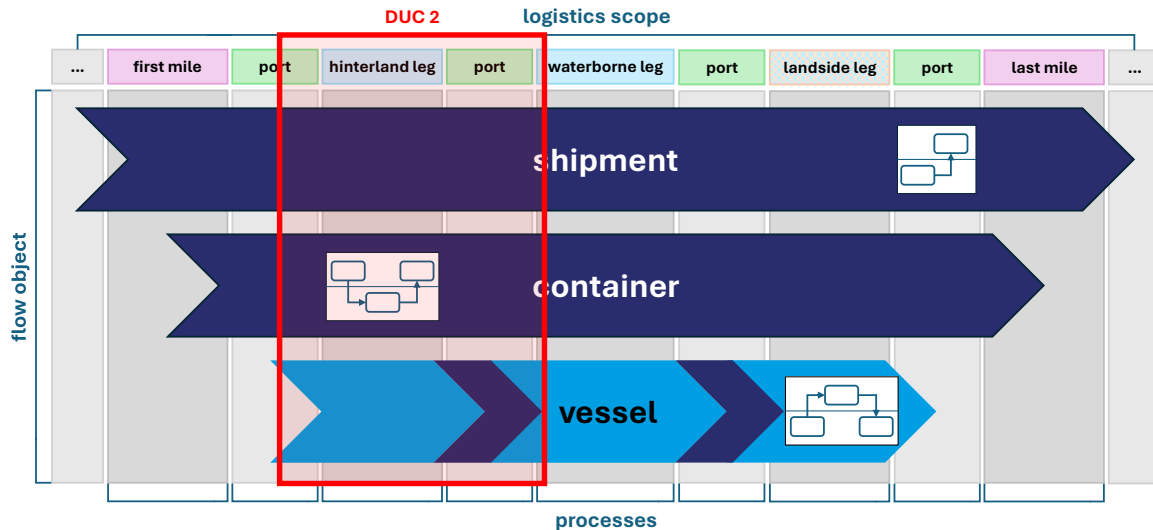 DUC 2
logistics scope
...
first mile
port
hinterland leg
port
waterborne leg
port
landside leg
port
last mile
...
flow object
shipment
container
vessel
processes